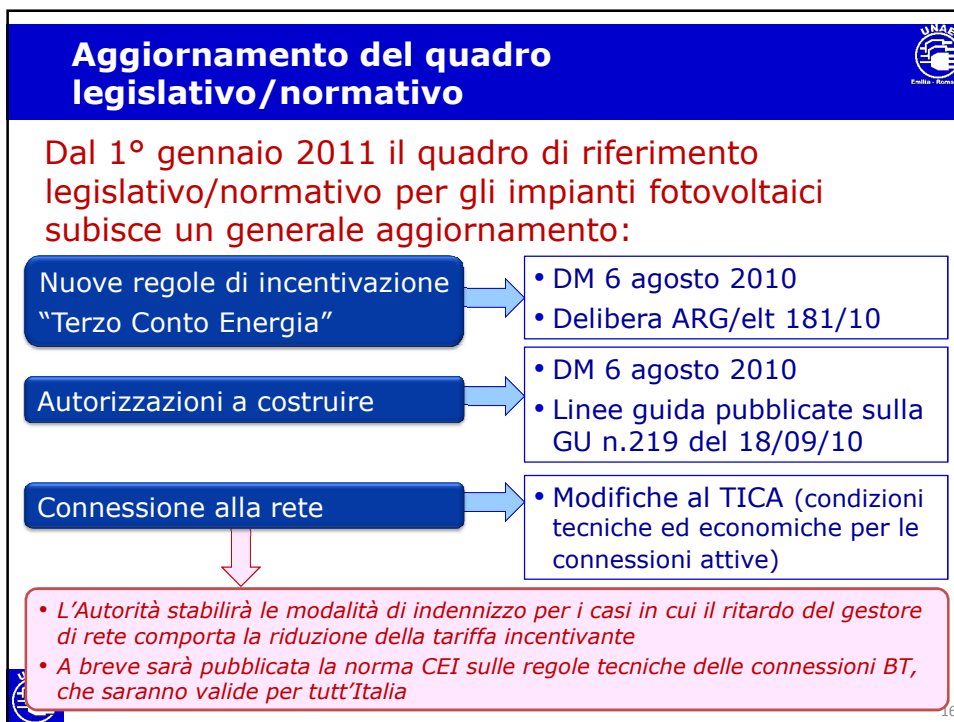 Aggiornamento del quadro
legislativo/normativo
UNAE
Dal 1° gennaio 2011 il quadro di riferimento
legislativo/normativo per gli impianti fotovoltaici
subisce un generale aggiornamento:
Nuove regole di incentivazione
“Terzo Conto Energia”
• DM 6 agosto 2010
• Delibera ARG/elt 181/10
Autorizzazioni a costruire
• DM 6 agosto 2010
• Linee guida pubblicate sulla
GU n.219 del 18/09/10
Connessione alla rete
• Modifiche al TICA (condizioni
tecniche ed economiche per le
connessioni attive)
• L’Autorità stabilirà le modalità di indennizzo per i casi in cui il ritardo del gestore
di rete comporta la riduzione della tariffa incentivante
• A breve sarà pubblicata la norma CEI sulle regole tecniche delle connessioni BT,
che saranno valide per tutt’Italia
16